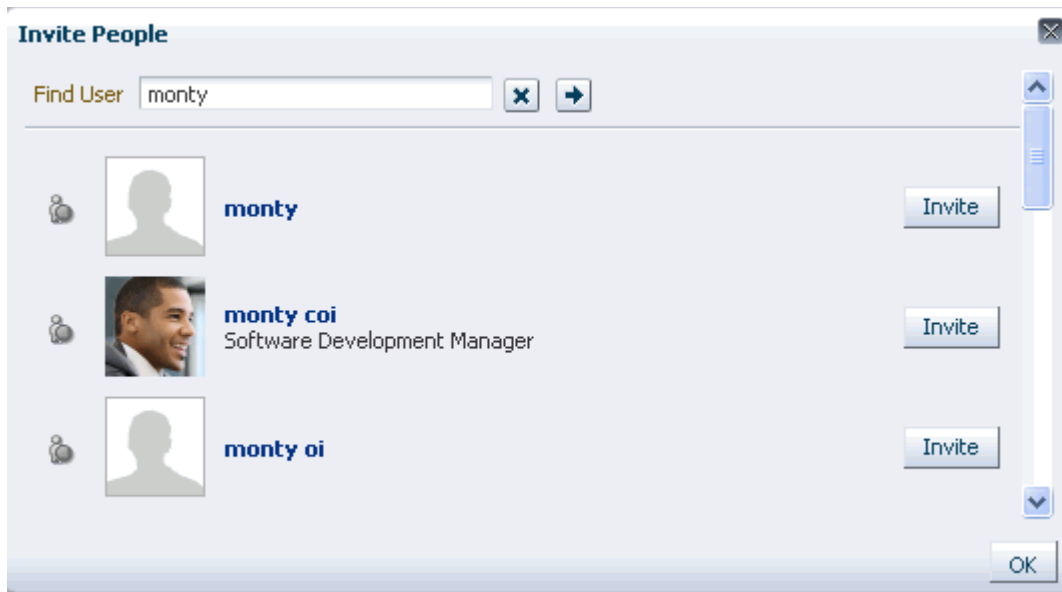 Invite People
Find User monty
monty Invite
monty coi
Software Development Manager Invite
monty oi Invite
OK